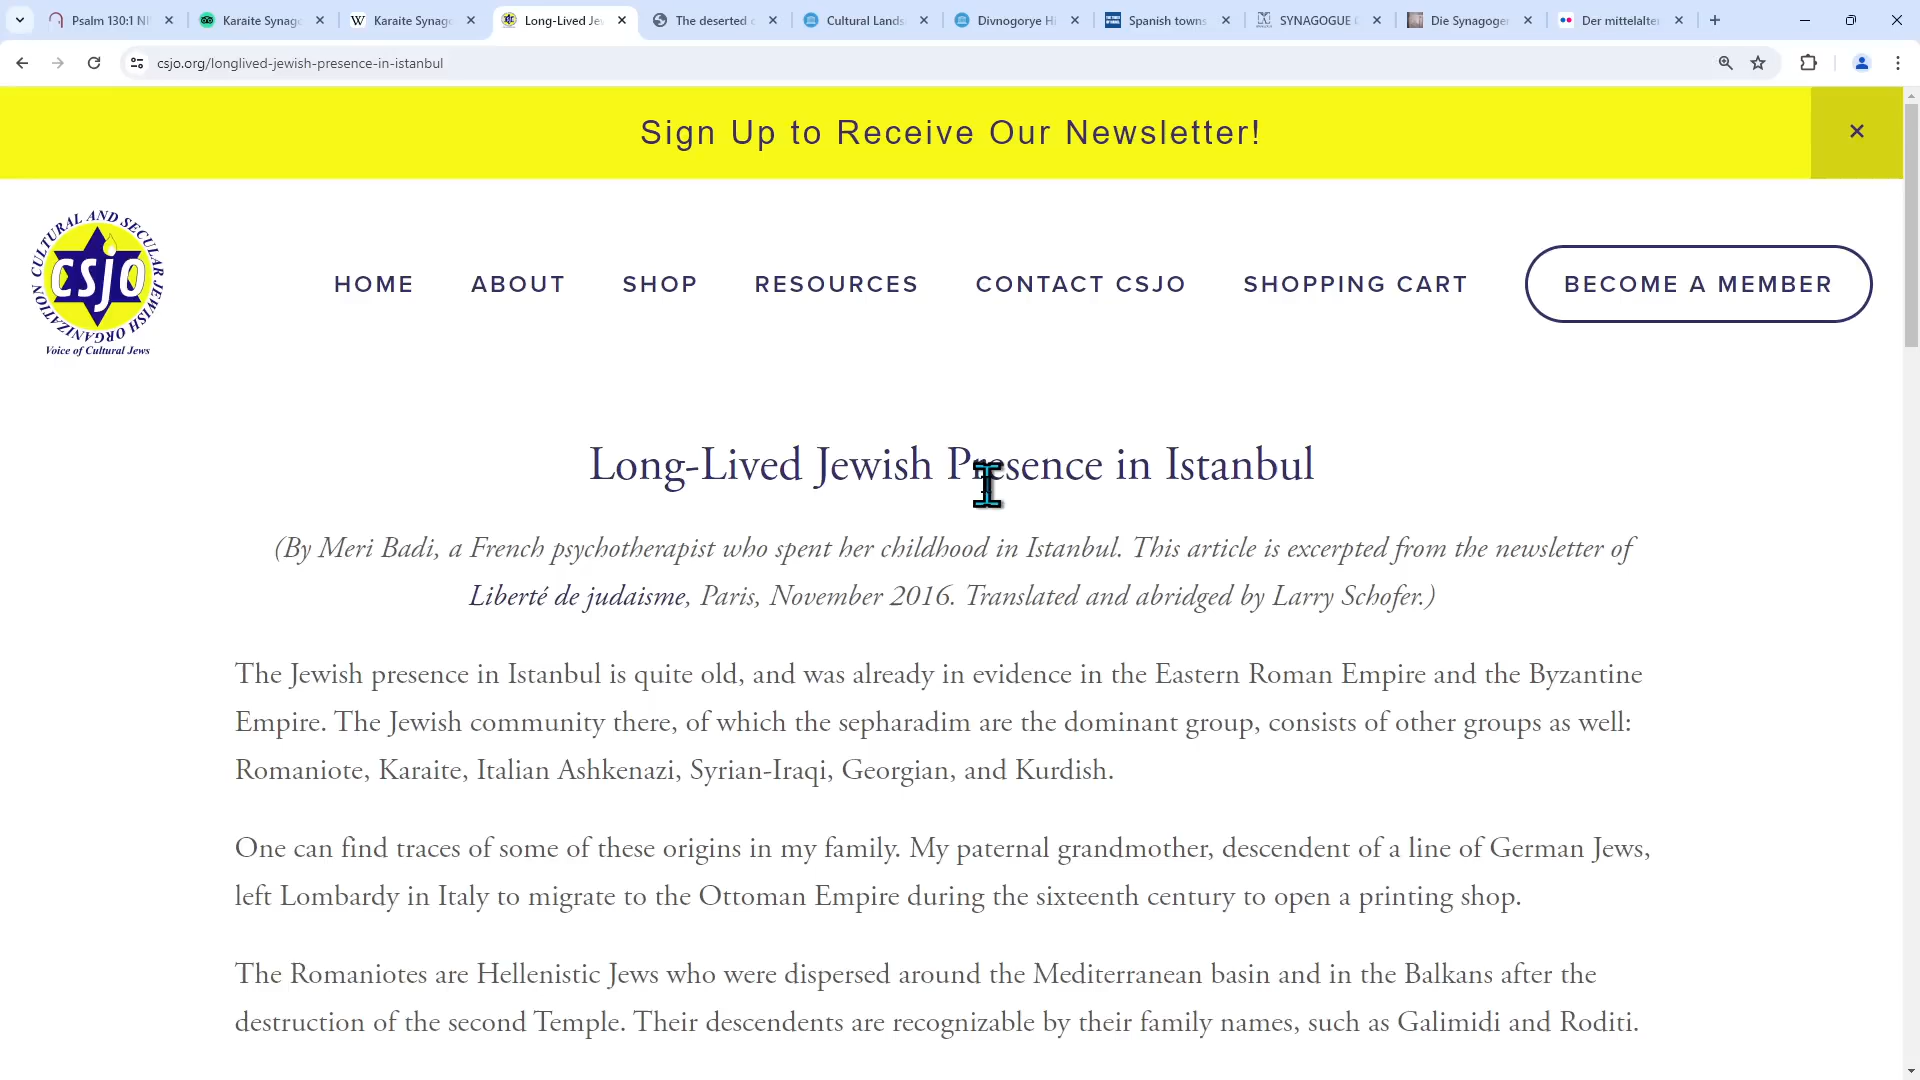 Psalm 130:1 NI
Karaite Synago
Karaite Synago
Long-Lived Je
The deserted c
Cultural Lands
Divnogorye Hi
Spanish towns
SYNAGOGUE
Die Synagoger
Der mittelalte
csjo.org/longlived-jewish-presence-in-istanbul
Sign Up to Receive Our Newsletter!
CULTURAL AND SECULAR JEWISH ORGANIZATION
csjo
Voice of Cultural Jews
HOME ABOUT SHOP RESOURCES CONTACT CSJO SHOPPING CART BECOME A MEMBER
Long-Lived Jewish Presence in Istanbul
(By Meri Badi, a French psychotherapist who spent her childhood in Istanbul. This article is excerpted from the newsletter of
Liberté de judaisme, Paris, November 2016. Translated and abridged by Larry Schofer.)
The Jewish presence in Istanbul is quite old, and was already in evidence in the Eastern Roman Empire and the Byzantine
Empire. The Jewish community there, of which the sepharadim are the dominant group, consists of other groups as well:
Romaniote, Karaite, Italian Ashkenazi, Syrian-Iraqi, Georgian, and Kurdish.
One can find traces of some of these origins in my family. My paternal grandmother, descendent of a line of German Jews,
left Lombardy in Italy to migrate to the Ottoman Empire during the sixteenth century to open a printing shop.
The Romaniotes are Hellenistic Jews who were dispersed around the Mediterranean basin and in the Balkans after the
destruction of the second Temple. Their descendents are recognizable by their family names, such as Galimidi and Roditi.